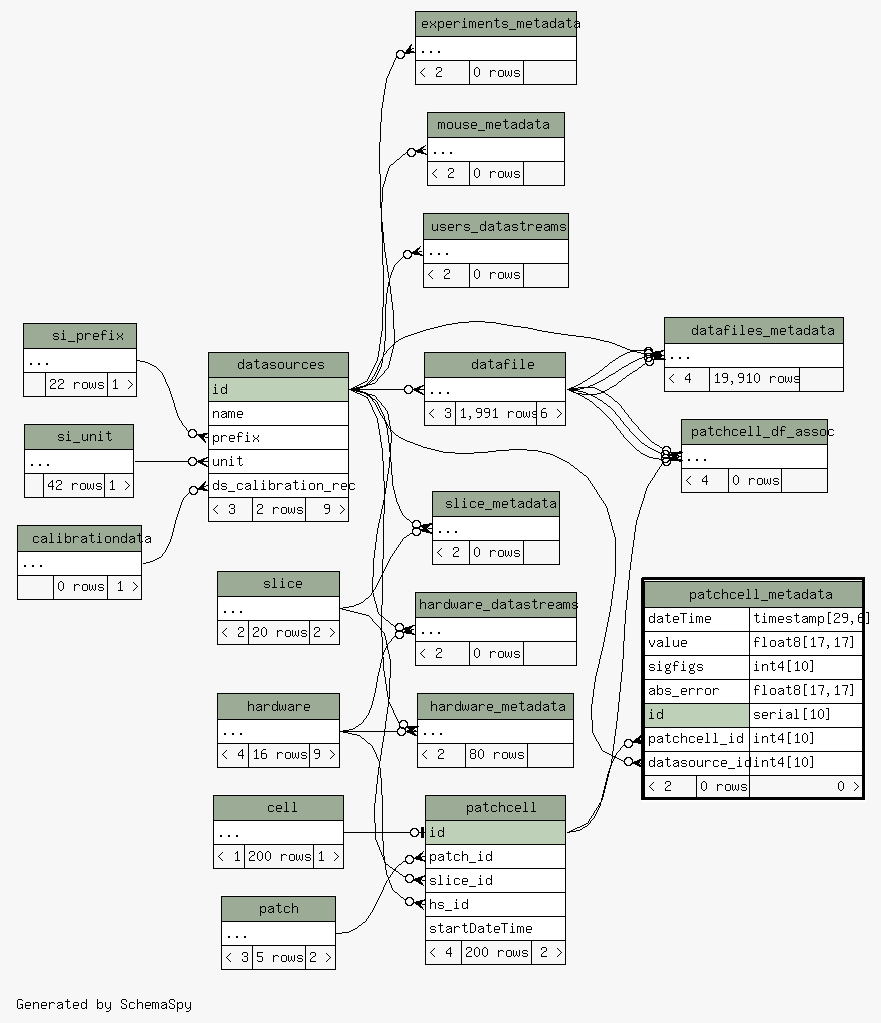 experiments_metadata
...
< 2 0 rows
mouse_metadata
...
< 2 0 rows
users_datastreams
...
< 2 0 rows
si_prefix
...
22 rows 1 >
si_unit
...
42 rows 1 >
calibrationdata
...
0 rows 1 >
datasources
id
name
prefix
unit
ds_calibration_rec
< 3 2 rows 9 >
datafile
...
< 3 1,991 rows 6 >
datafiles_metadata
...
< 4 19,910 rows
patchcell_df_assoc
...
< 4 0 rows
slice_metadata
...
< 2 0 rows
slice
...
< 2 20 rows 2 >
hardware_datastreams
...
< 2 0 rows
patchcell_metadata
dateTime timestamp[29,6]
value float8[17,17]
sigfigs int4[10]
abs_error float8[17,17]
id serial[10]
patchcell_id int4[10]
datasource_id int4[10]
< 2 0 rows 0 >
hardware
...
< 4 16 rows 9 >
hardware_metadata
...
< 2 80 rows
cell
...
< 1 200 rows 1 >
patchcell
id
patch_id
slice_id
hs_id
startDateTime
< 4 200 rows 2 >
patch
...
< 3 5 rows 2 >
Generated by SchemaSpy